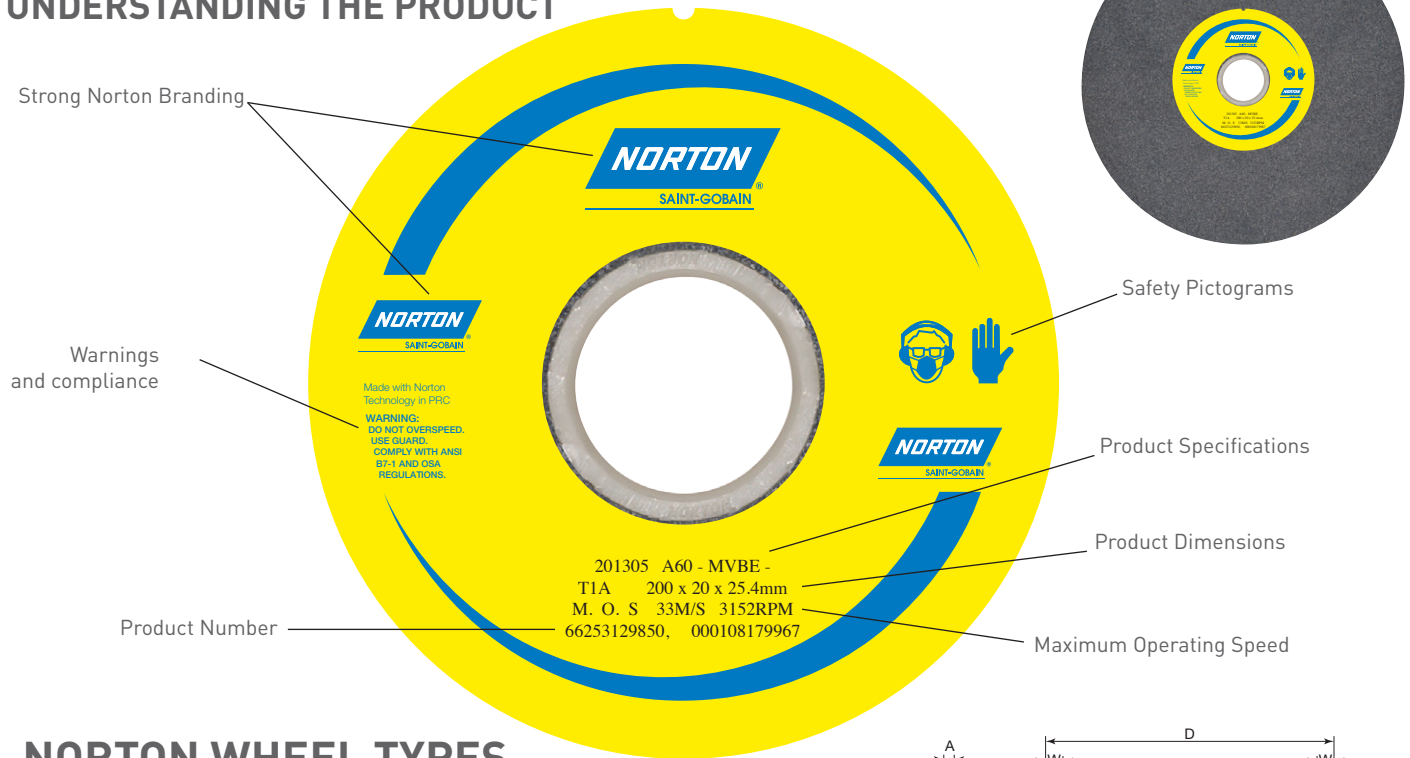 UNDERSTANDING THE PRODUCT
Strong Norton Branding
NORTON
SAINT-GOBAIN
®
NORTON
SAINT-GOBAIN
®
Safety Pictograms
Warnings
and compliance
Made with Norton
Technology in PRC
WARNING:
DO NOT OVERSPEED.
USE GUARD.
COMPLY WITH ANSI
B7-1 AND OSA
REGULATIONS.
NORTON
SAINT-GOBAIN
®
Product Specifications
Product Dimensions
201305 A60 - MVBE -
T1A 200 x 20 x 25.4mm
M. O. S 33M/S 3152RPM
66253129850, 000108179967
Product Number
Maximum Operating Speed
NORTON
NORTON
NORTON
NORTON WHEEL TYPES
A
D
W
W